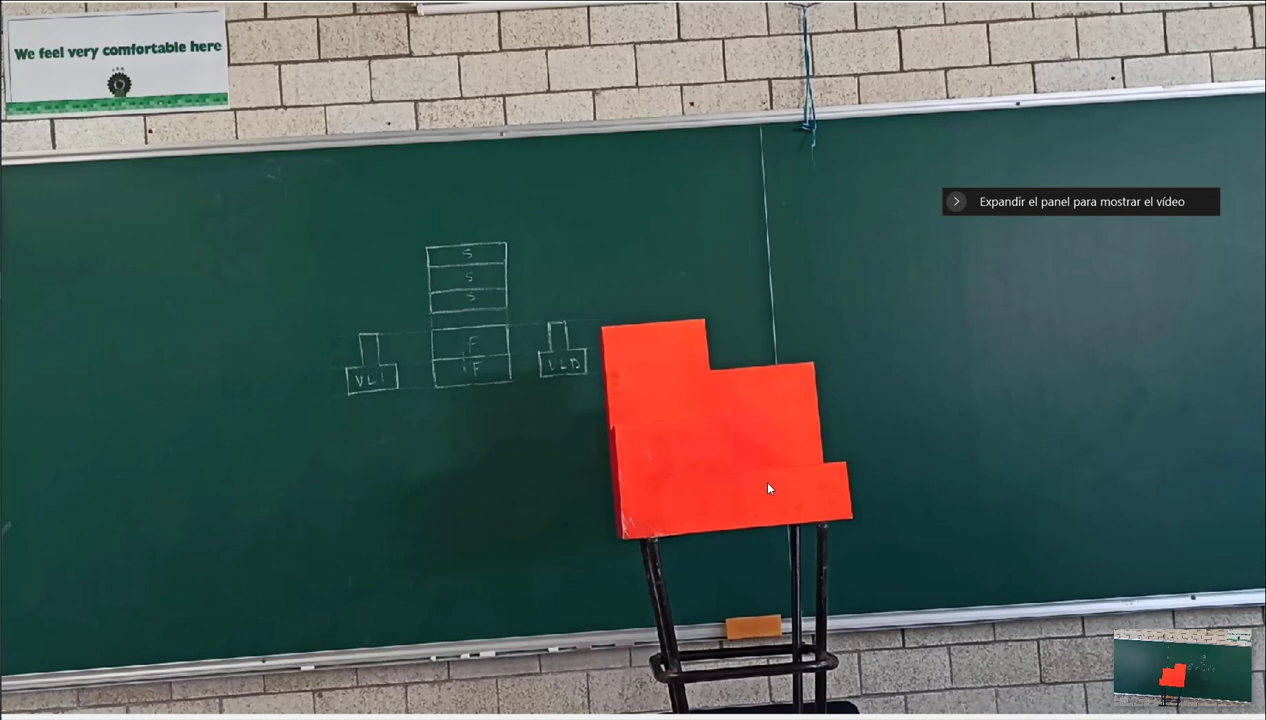 We feel very comfortable here
Expandir el panel para mostrar el vídeo
S
S
S
F
F
VLI
VLD